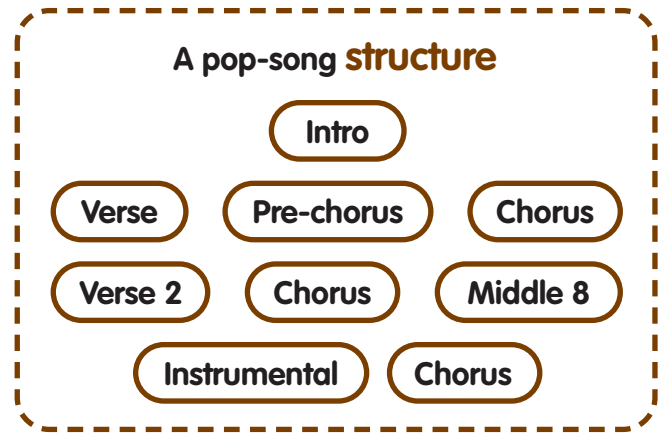 A pop-song structure
Intro
Verse Pre-chorus Chorus
Verse 2 Chorus Middle 8
Instrumental Chorus